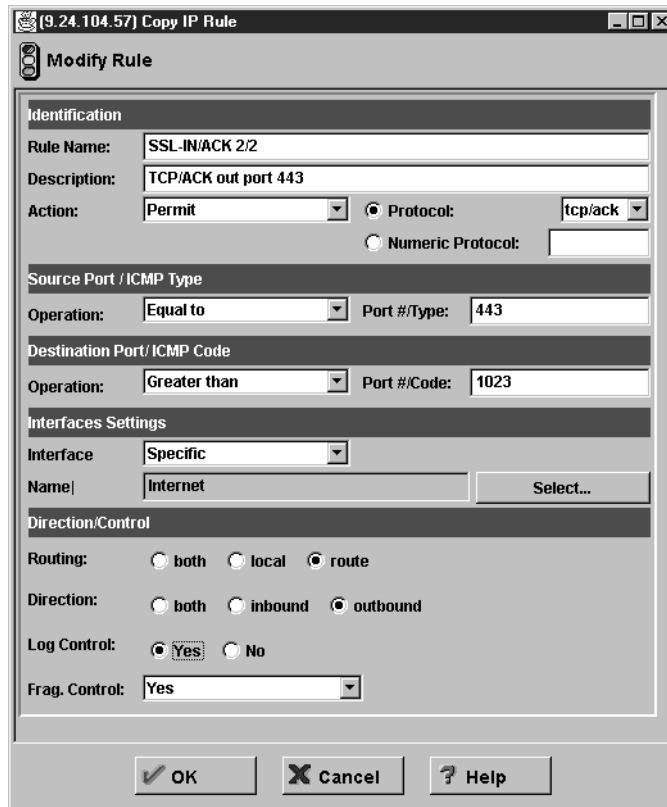 (9.24.104.57) Copy IP Rule
Modify Rule
Identification
Rule Name: SSL-IN/ACK 2/2
Description: TCP/ACK out port 443
Action: Permit Protocol: tcp/ack
Numeric Protocol:
Source Port / ICMP Type
Operation: Equal to Port #/Type: 443
Destination Port/ ICMP Code
Operation: Greater than Port #/Code: 1023
Interfaces Settings
Interface Specific
Name| Internet Select...
Direction/Control
Routing: both local route
Direction: both inbound outbound
Log Control: Yes No
Frag. Control: Yes
OK Cancel Help